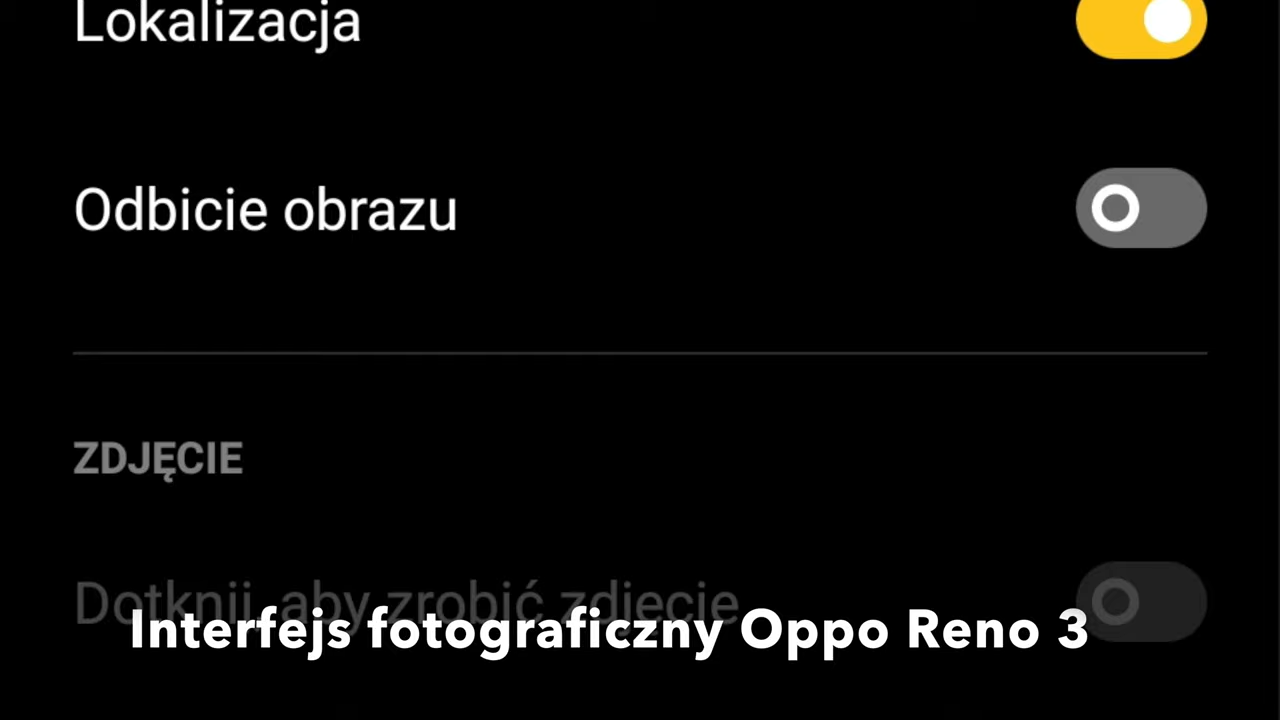 Lokalizacja
Odbicie obrazu
ZDJĘCIE
Dotknij, aby zrobić zdjęcie
Interfejs fotograficzny Oppo Reno 3